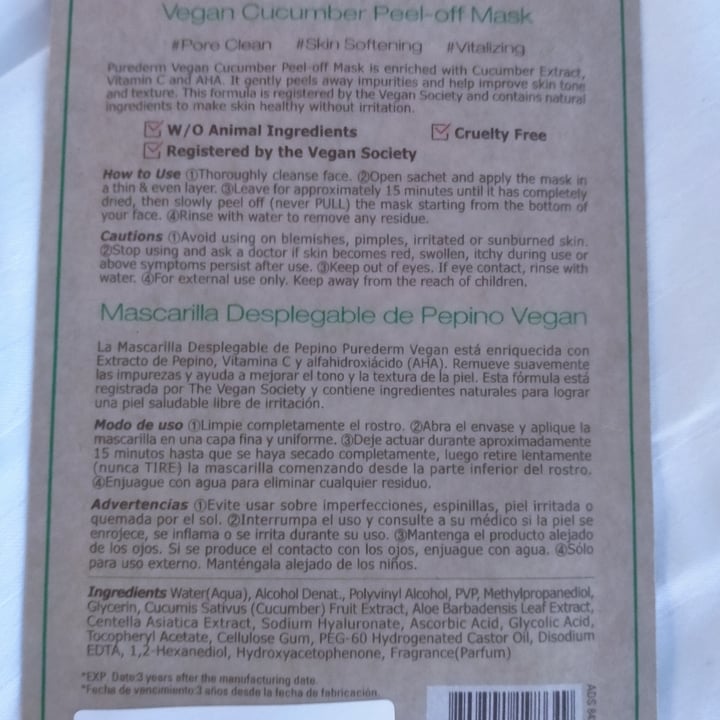 Vegan Cucumber Peel-off Mask
#Pore Clean #Skin Softening #Vitalizing
Purederm Vegan Cucumber Peel-off Mask is enriched with Cucumber Extract,
Vitamin C and AHA. It gently peels away impurities and help improve skin tone
and texture. This formula is registered by the Vegan Society and contains natural
ingredients to make skin healthy without irritation.
W/O Animal Ingredients Cruelty Free
Registered by the Vegan Society
How to Use ①Thoroughly cleanse face. ②Open sachet and apply the mask in
a thin & even layer. ③Leave for approximately 15 minutes until it has completely
dried, then slowly peel off (never PULL) the mask starting from the bottom of
your face. ④Rinse with water to remove any residue.
Cautions ①Avoid using on blemishes, pimples, irritated or sunburned skin.
②Stop using and ask a doctor if skin becomes red, swollen, itchy during use or
above symptoms persist after use. ③Keep out of eyes. If eye contact, rinse with
water. ④For external use only. Keep away from the reach of children.
Mascarilla Desplegable de Pepino Vegan
La Mascarilla Desplegable de Pepino Purederm Vegan está enriquecida con
Extracto de Pepino, Vitamina C y alfahidroxiácido (AHA). Remueve suavemente
las impurezas y ayuda a mejorar el tono y la textura de la piel. Esta fórmula está
registrada por The Vegan Society y contiene ingredientes naturales para lograr
una piel saludable libre de irritación.
Modo de uso ①Limpie completamente el rostro. ②Abra el envase y aplique la
mascarilla en una capa fina y uniforme. ③Deje actuar durante aproximadamente
15 minutos hasta que se haya secado completamente, luego retire lentamente
(nunca TIRE) la mascarilla comenzando desde la parte inferior del rostro.
④Enjuague con agua para eliminar cualquier residuo.
Advertencias ①Evite usar sobre imperfecciones, espinillas, piel irritada o
quemada por el sol. ②Interrumpa el uso y consulte a su médico si la piel se
enrojece, se inflama o se irrita durante su uso. ③Mantenga el producto alejado
de los ojos. Si se produce el contacto con los ojos, enjuague con agua. ④Sólo
para uso externo. Manténgala alejado de los niños.
Ingredients Water(Aqua), Alcohol Denat., Polyvinyl Alcohol, PVP, Methylpropanediol,
Glycerin, Cucumis Sativus (Cucumber) Fruit Extract, Aloe Barbadensis Leaf Extract,
Centella Asiatica Extract, Sodium Hyaluronate, Ascorbic Acid, Glycolic Acid,
Tocopheryl Acetate, Cellulose Gum, PEG-60 Hydrogenated Castor Oil, Disodium
EDTA, 1,2-Hexanediol, Hydroxyacetophenone, Fragrance(Parfum)
*EXP. Date:3 years after the manufacturing date.
*Fecha de vencimiento:3 años desde la fecha de fabricación.
ADS 84